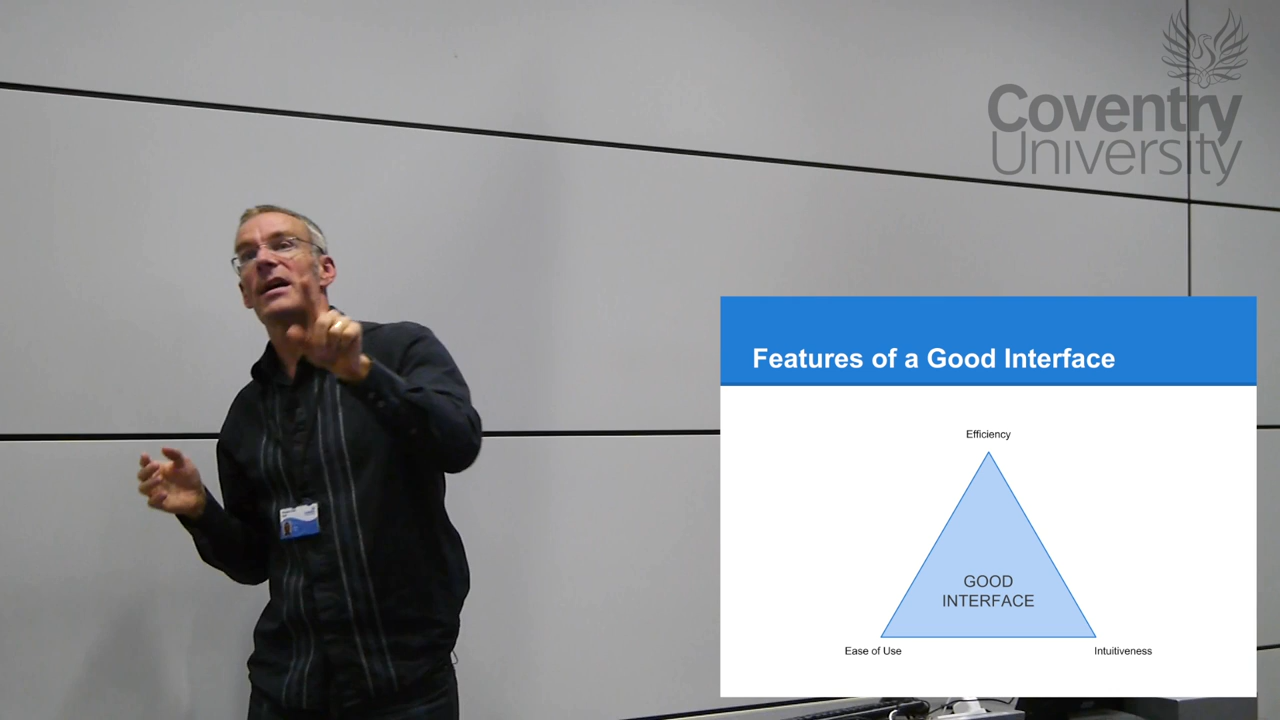 Coventry
University
Features of a Good Interface
Efficiency
GOOD
INTERFACE
Ease of Use
Intuitiveness